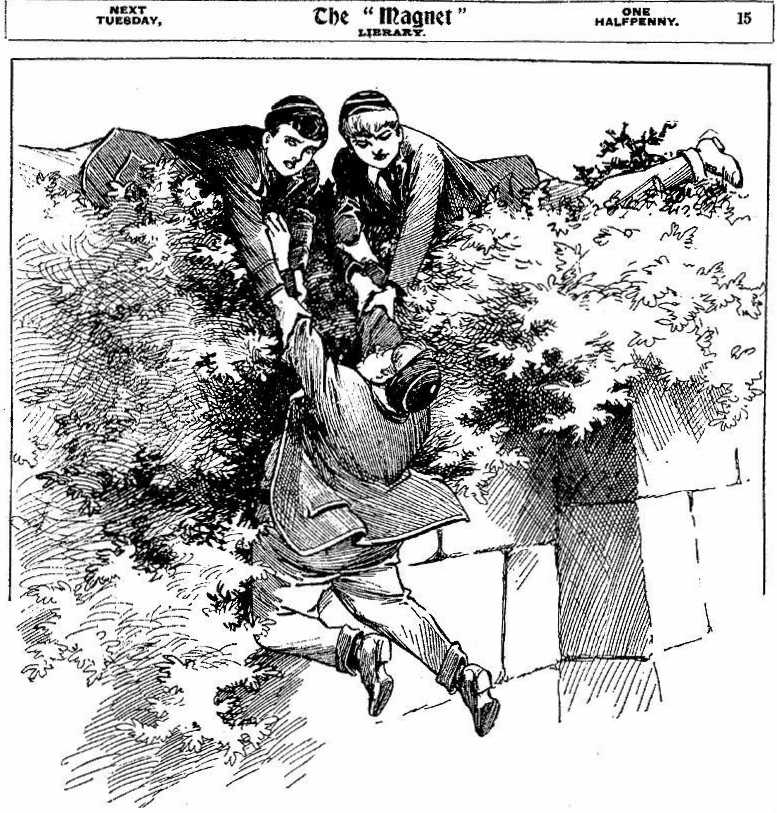 NEXT
TUESDAY,
The "Magnet"
LIBRARY.
ONE
HALFPENNY.
15